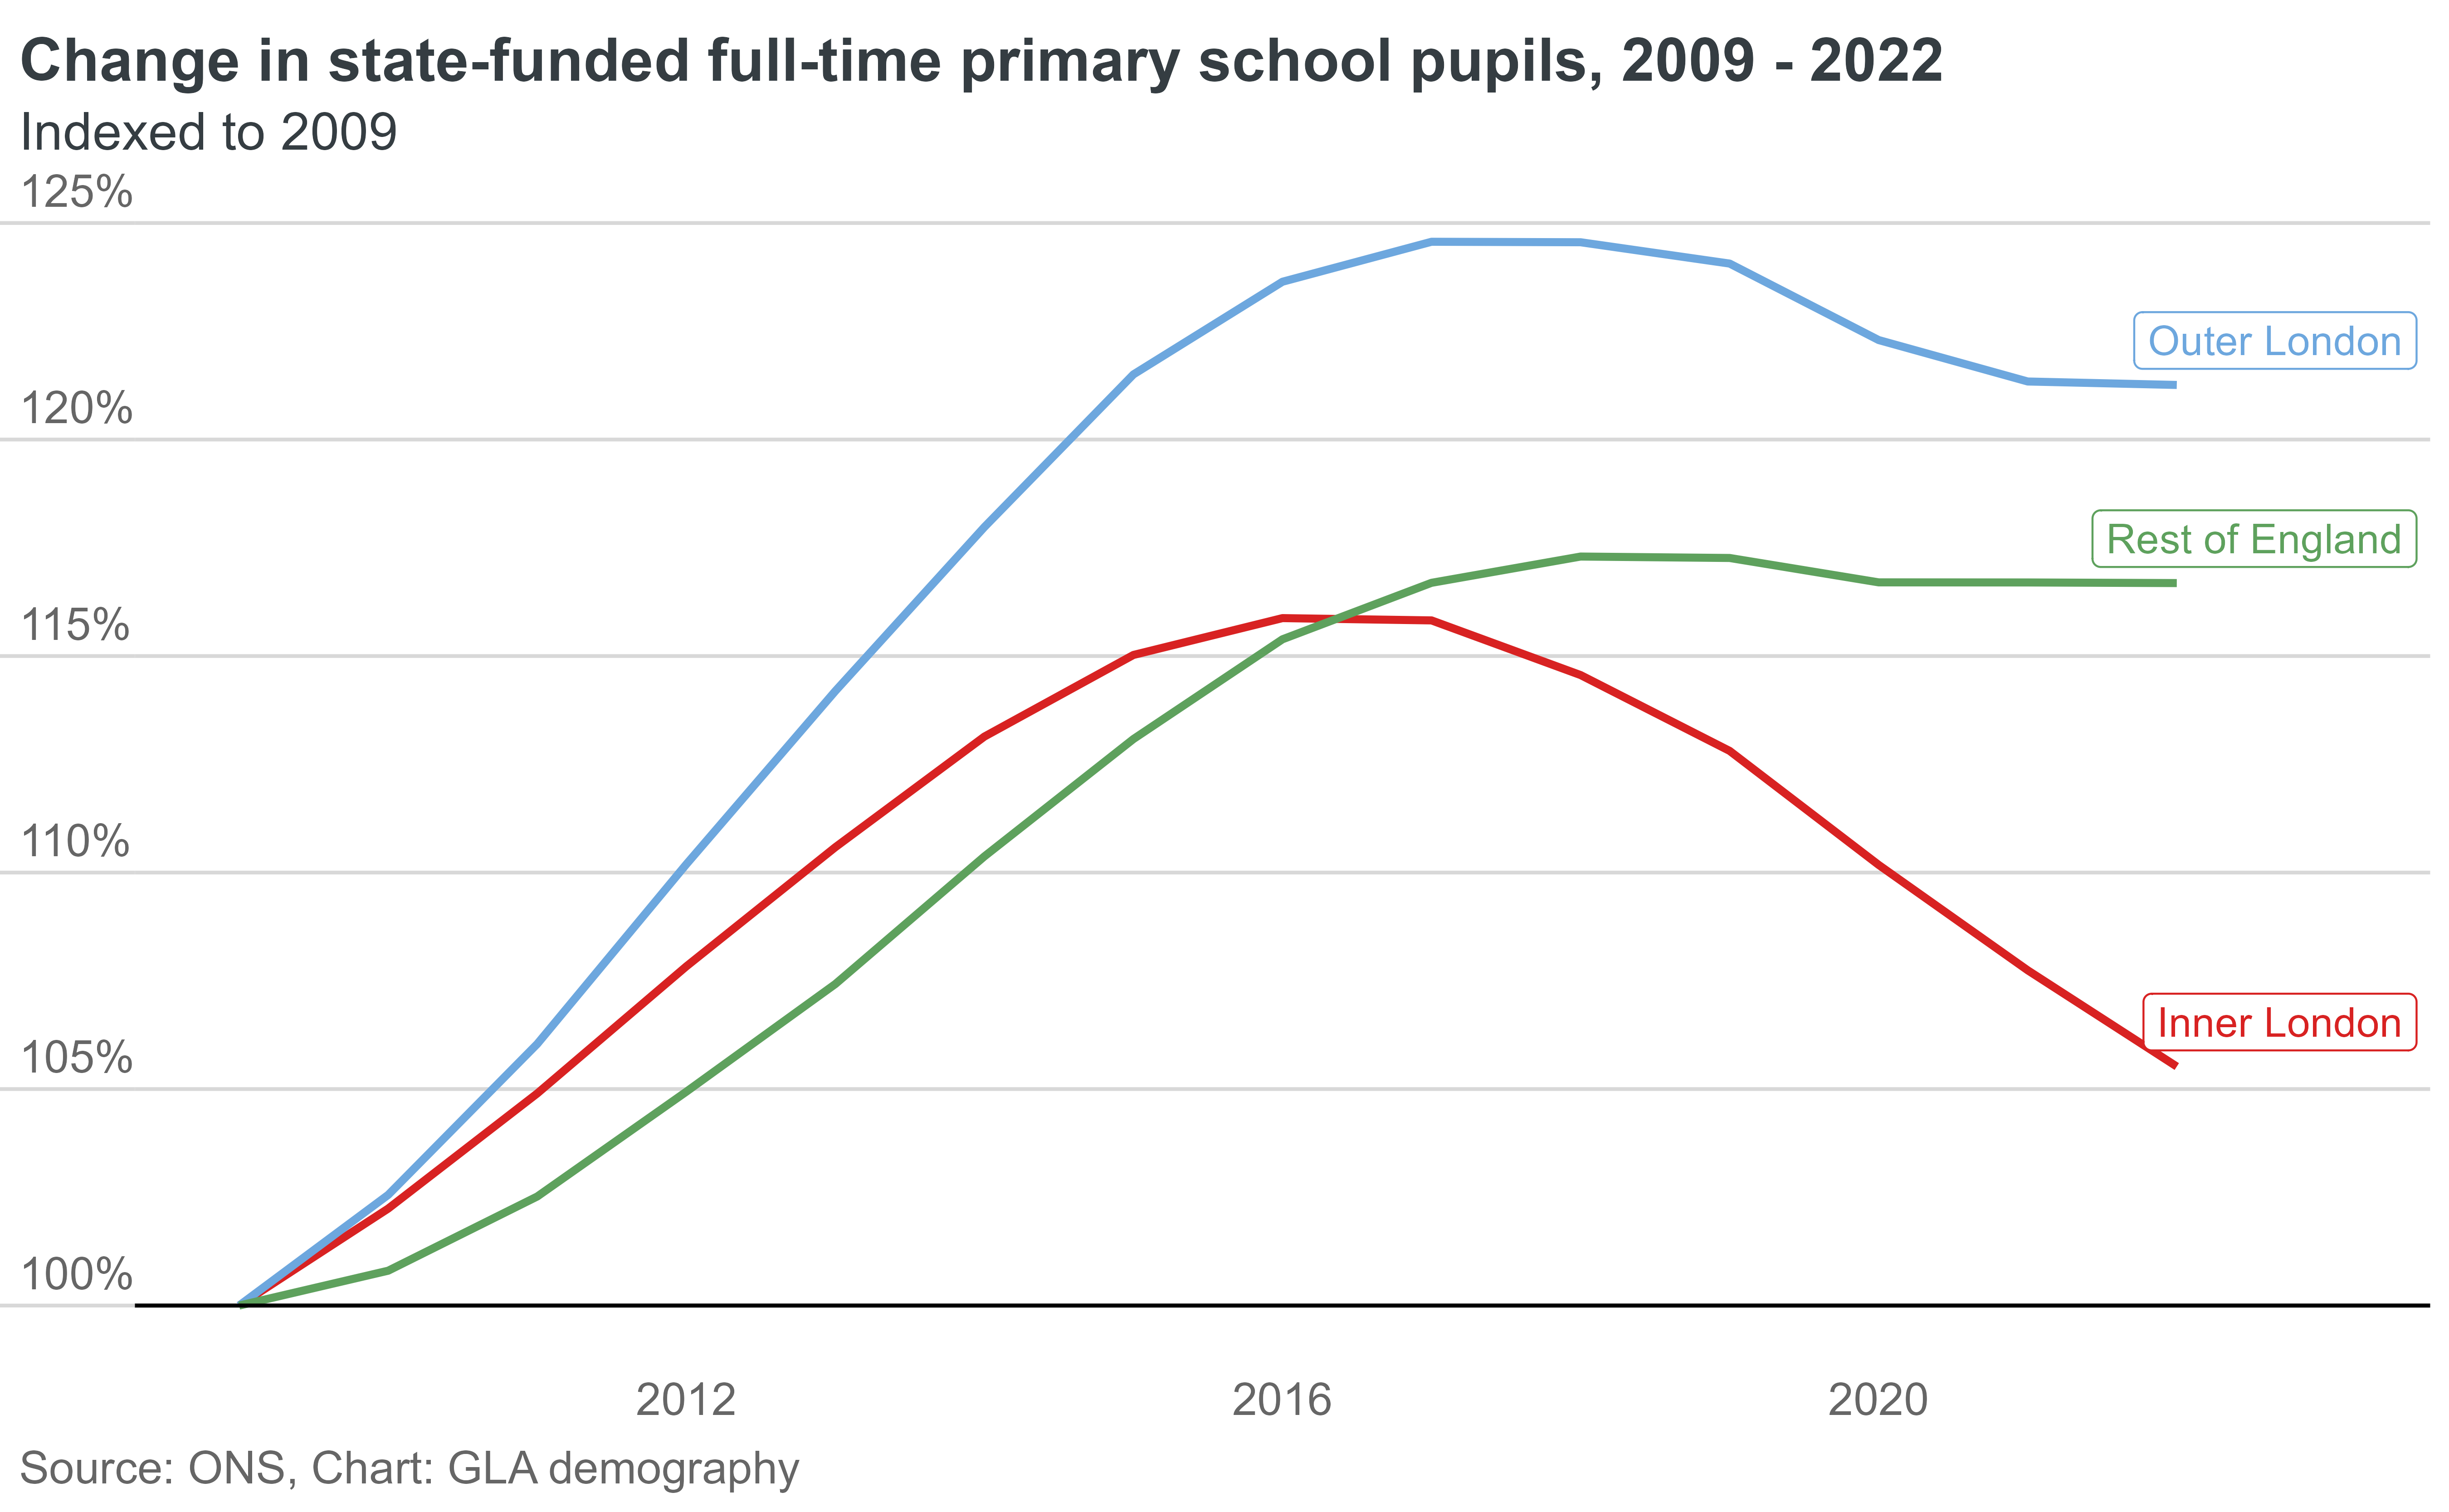 Change in state-funded full-time primary school pupils, 2009 - 2022
Indexed to 2009
125%
Outer London
120%
Rest of England
115%
110%
Inner London
105%
100%
2012 2016 2020
Source: ONS, Chart: GLA demography